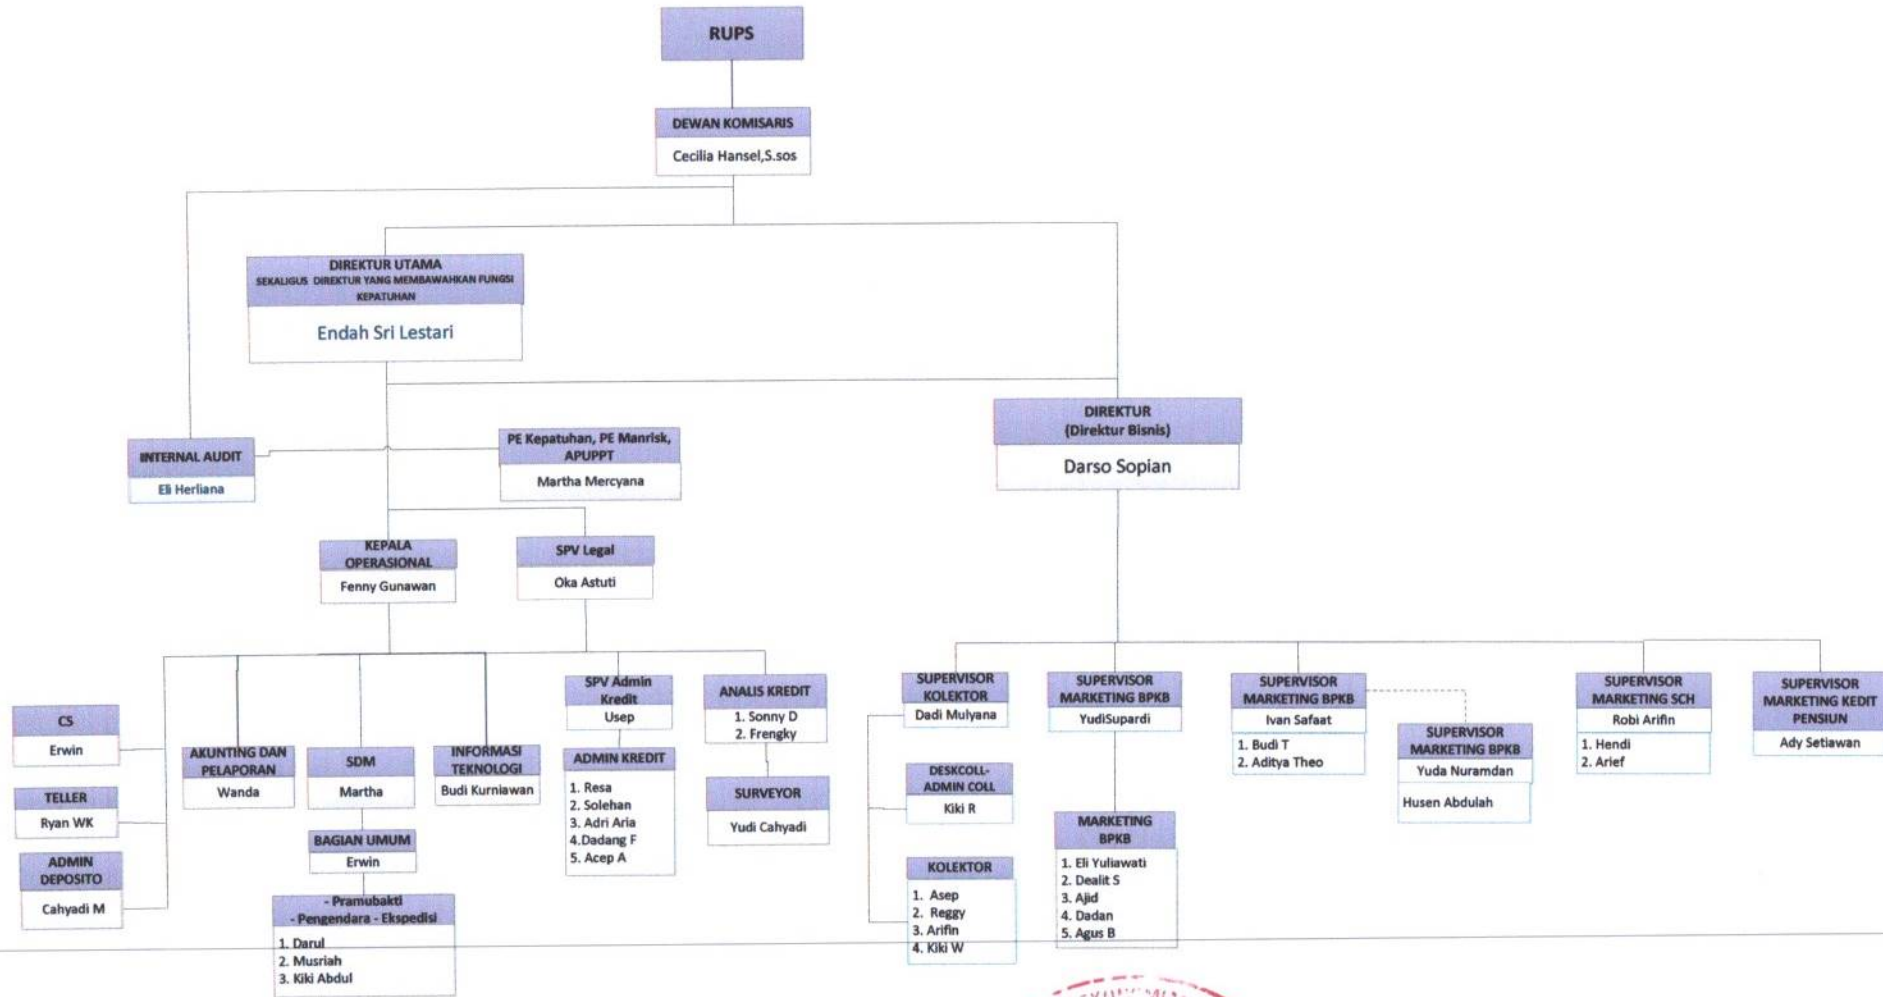 RUPS
DEWAN KOMISARIS
Cecilia Hansel,S.sos
DIREKTUR UTAMA
SEKALIGUS DIREKTUR YANG MEMBAWAHKAN FUNGSI
KEPATUHAN
Endah Sri Lestari
DIREKTUR
(Direktur Bisnis)
Darso Sopian
INTERNAL AUDIT
Eli Herliana
PE Kepatuhan, PE Manrisk,
APUPPT
Martha Mercyana
KEPALA
OPERASIONAL
Fenny Gunawan
SPV Legal
Oka Astuti
CS
Erwin
TELLER
Ryan WK
ADMIN
DEPOSITO
Cahyadi M
AKUNTING DAN
PELAPORAN
Wanda
SDM
Martha
BAGIAN UMUM
Erwin
- Pramubakti
- Pengendara - Ekspedisi
1. Darul
2. Musriah
3. Kiki Abdul
INFORMASI
TEKNOLOGI
Budi Kurniawan
SPV Admin
Kredit
Usep
ADMIN KREDIT
1. Resa
2. Solehan
3. Adri Aria
4.Dadang F
5. Acep A
ANALIS KREDIT
1. Sonny D
2. Frengky
SURVEYOR
Yudi Cahyadi
SUPERVISOR
KOLEKTOR
Dadi Mulyana
DESKCOLL-
ADMIN COLL
Kiki R
KOLEKTOR
1. Asep
2. Reggy
3. Arifin
4. Kiki W
SUPERVISOR
MARKETING BPKB
YudiSupardi
MARKETING
BPKB
1. Eli Yuliawati
2. Dealit S
3. Ajid
4. Dadan
5. Agus B
SUPERVISOR
MARKETING BPKB
Ivan Safaat
1. Budi T
2. Aditya Theo
SUPERVISOR
MARKETING BPKB
Yuda Nuramdan
Husen Abdulah
SUPERVISOR
MARKETING SCH
Robi Arifin
1. Hendi
2. Arief
SUPERVISOR
MARKETING KEDIT
PENSIUN
Ady Setiawan